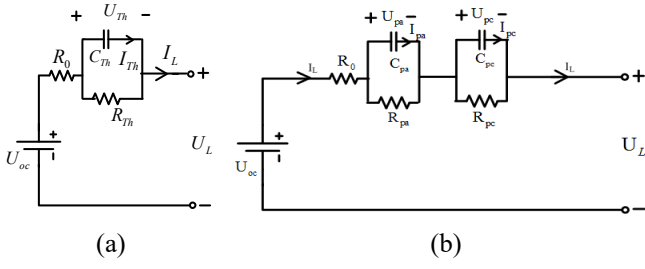 + U_Th −
C_Th I_Th I_L
R_0 +
R_Th
+
U_oc − U_L
−
(a)
+ U_pa − + U_pc −
I_pa I_pc
I_L R_0 C_pa C_pc I_L +
R_pa R_pc
+
U_oc − U_L
−
(b)